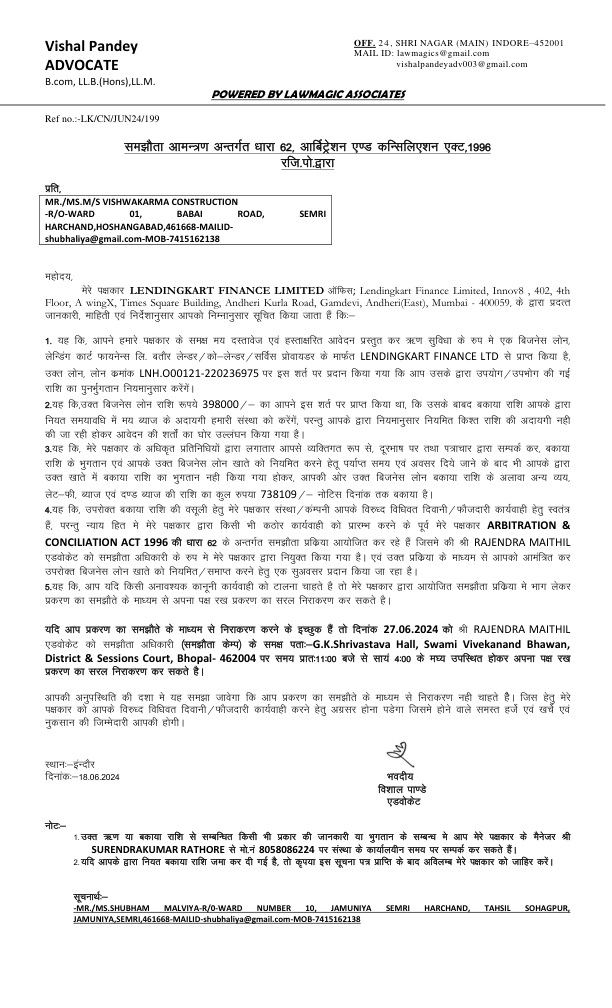 Vishal Pandey
ADVOCATE
B.com, LL.B.(Hons),LL.M.
OFF. 24, SHRI NAGAR (MAIN) INDORE–452001
MAIL ID: lawmagics@gmail.com
vishalpandeyadv003@gmail.com
POWERED BY LAWMAGIC ASSOCIATES
Ref no.:-LK/CN/JUN24/199
समझौता आमन्त्रण अन्तर्गत धारा 62, आर्बिट्रेशन एण्ड कन्सिलिएशन एक्ट,1996
रजि.पो.द्वारा
प्रति,
MR./MS.M/S VISHWAKARMA CONSTRUCTION
-R/O-WARD 01, BABAI ROAD, SEMRI
HARCHAND,HOSHANGABAD,461668-MAILID-
shubhaliya@gmail.com-MOB-7415162138
महोदय,
मेरे पक्षकार LENDINGKART FINANCE LIMITED ऑफिस; Lendingkart Finance Limited, Innov8 , 402, 4th
Floor, A wingX, Times Square Building, Andheri Kurla Road, Gamdevi, Andheri(East), Mumbai - 400059, के द्वारा प्रदत्त
जानकारी, माहिती एवं निर्देशानुसार आपको निम्नानुसार सूचित किया जाता हैं कि:–
1. यह कि, आपने हमारे पक्षकार के समक्ष मय दस्तावेज एवं हस्ताक्षरित आवेदन प्रस्तुत कर ऋण सुविधा के रुप मे एक बिजनेस लोन,
लेन्डिंग कार्ट फायनेन्स लि. बतौर लेन्डर/को–लेन्डर/सर्विस प्रोवायडर के मार्फत LENDINGKART FINANCE LTD से प्राप्त किया है,
उक्त लोन, लोन क्रमांक LNH.O00121-220236975 पर इस शर्त पर प्रदान किया गया कि आप उसके द्वारा उपयोग/उपभोग की गई
राशि का पुनर्मुगतान नियमानुसार करेंगें।
2.यह कि,उक्त बिजनेस लोन राशि रूपये 398000/– का आपने इस शर्त पर प्राप्त किया था, कि उसके बाबद बकाया राशि आपके द्वारा
नियत समयावधि में मय ब्याज के अदायगी हमारी संस्था को करेंगें, परन्तु आपके द्वारा नियमानुसार नियमित किश्त राशि की अदायगी नही
की जा रही होकर आवेदन की शर्तो का घोर उल्लंघन किया गया है।
3.यह कि, मेरे पक्षकार के अधिकृत प्रतिनिधियों द्वारा लगातार आपसे व्यक्तिगत रूप से, दूरभाष पर तथा पत्राचार द्वारा सम्पर्क कर, बकाया
राशि के भुगतान एवं आपके उक्त बिजनेस लोन खाते को नियमित करने हेतू पर्याप्त समय एवं अवसर दिये जाने के बाद भी आपके द्वारा
उक्त खाते में बकाया राशि का भुगतान नही किया गया होकर, आपकी ओर उक्त बिजनेस लोन बकाया राशि के अलावा अन्य व्यय,
लेट–फी, ब्याज एवं दण्ड ब्याज की राशि का कुल रुपया 738109/– नोटिस दिनांक तक बकाया है।
4.यह कि, उपरोक्त बकाया राशि की वसूली हेतु मेरे पक्षकार संस्था/कम्पनी आपके विरुध्द विधिवत दिवानी/फौजदारी कार्यवाही हेतु स्वतंत्र
हैं, परन्तु न्याय हित मे मेरे पक्षकार द्वारा किसी भी कठोर कार्यवाही को प्रारम्भ करने के पूर्व मेरे पक्षकार ARBITRATION &
CONCILIATION ACT 1996 की धारा 62 के अन्तर्गत समझौता प्रक्रिया आयोजित कर रहे हैं जिसमे की श्री RAJENDRA MAITHIL
एडवोकेट को समझौता अधिकारी के रुप मे मेरे पक्षकार द्वारा नियुक्त किया गया है। एवं उक्त प्रक्रिया के माध्यम से आपको आमंत्रित कर
उपरोक्त बिजनेस लोन खाते को नियमित/समाप्त करने हेतु एक सुअवसर प्रदान किया जा रहा है।
5.यह कि, आप यदि किसी अनावश्यक कानूनी कार्यवाही को टालना चाहते है तो मेरे पक्षकार द्वारा आयोजित समझौता प्रक्रिया मे भाग लेकर
प्रकरण का समझौते के माध्यम से अपना पक्ष रख प्रकरण का सरल निराकरण कर सकते है।
यदि आप प्रकरण का समझौते के माध्यम से निराकरण करने के इच्छुक हैं तो दिनांक 27.06.2024 को श्री RAJENDRA MAITHIL
एडवोकेट को समझौता अधिकारी (समझौता केम्प) के समक्ष पता:–G.K.Shrivastava Hall, Swami Vivekanand Bhawan,
District & Sessions Court, Bhopal- 462004 पर समय प्रात:11:00 बजे से सायं 4:00 के मघ्य उपस्थित होकर अपना पक्ष रख
प्रकरण का सरल निराकरण कर सकते है।
आपकी अनुपस्थिति की दशा मे यह समझा जावेगा कि आप प्रकरण का समझौते के माध्यम से निराकरण नही चाहते हैै। जिस हेतु मेरे
पक्षकार को आपके विरुध्द विधिवत दिवानी/फौजदारी कार्यवाही करने हेतु अग्रसर होना पडेगा जिसमे होने वाले समस्त हर्जे एवं खर्चे एवं
नुकसान की जिम्मेदारी आपकी होगी।
स्थान:–इंन्दौर
दिनांक:–18.06.2024
भवदीय
विशाल पाण्डे
एडवोकेट
नोट:–
1.उक्त ऋण या बकाया राशि से सम्बन्धित किसी भी प्रकार की जानकारी या भुगतान के सम्बन्ध मे आप मेरे पक्षकार के मैनेजर श्री
SURENDRAKUMAR RATHORE से मो.नं 8058086224 पर संस्था के कार्यालयीन समय पर सम्पर्क कर सकते हैं।
2.यदि आपके द्वारा नियत बकाया राशि जमा कर दी गई है, तो कृपया इस सूचना पत्र प्राप्ति के बाद अविलम्ब मेरे पक्षकार को जाहिर करें।
सूचनार्थ:–
-MR./MS.SHUBHAM MALVIYA-R/0-WARD NUMBER 10, JAMUNIYA SEMRI HARCHAND, TAHSIL SOHAGPUR,
JAMUNIYA,SEMRI,461668-MAILID-shubhaliya@gmail.com-MOB-7415162138